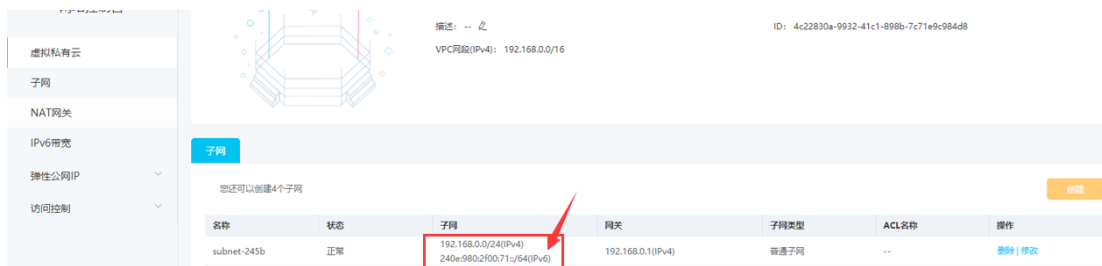 描述： --
ID： 4c22830a-9932-41c1-898b-7c71e9c984d8
虚拟私有云
VPC网段(IPv4)： 192.168.0.0/16
子网
NAT网关
IPv6带宽
子网
弹性公网IP
您还可以创建4个子网
创建
访问控制
名称 状态 子网 网关 子网类型 ACL名称 操作
subnet-245b 正常 192.168.0.0/24(IPv4) 192.168.0.1(IPv4) 普通子网 -- 删除 | 修改
240e:980:2f00:71::/64(IPv6)